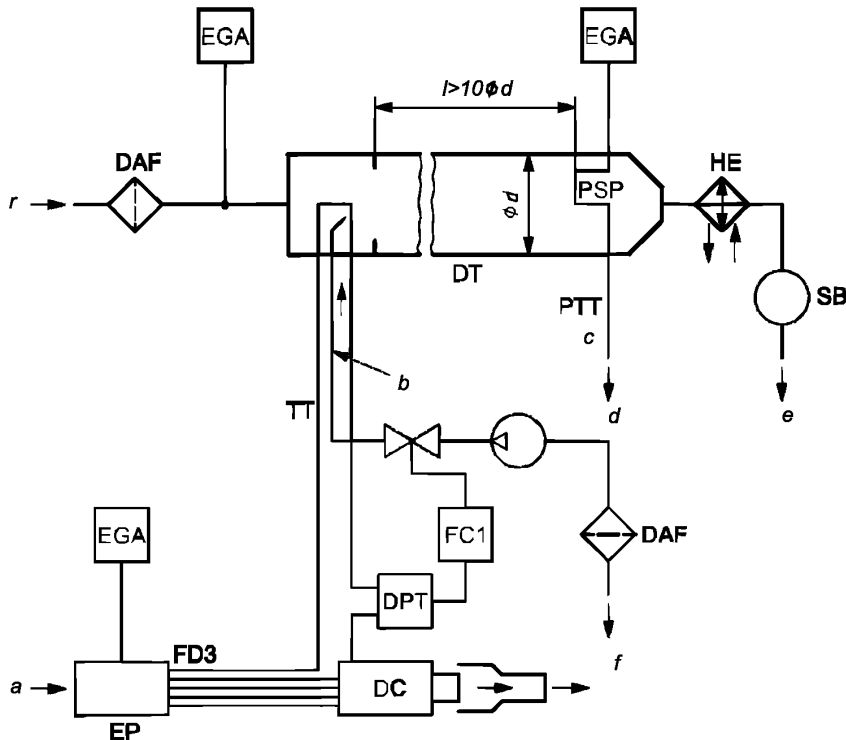 EGA
EGA
l>10ϕd
DAF
HE
r
ϕd
PSP
DT
SB
PTT
c
b
TT
d
e
EGA
FC1
DAF
DPT
FD3
f
a
DC
EP